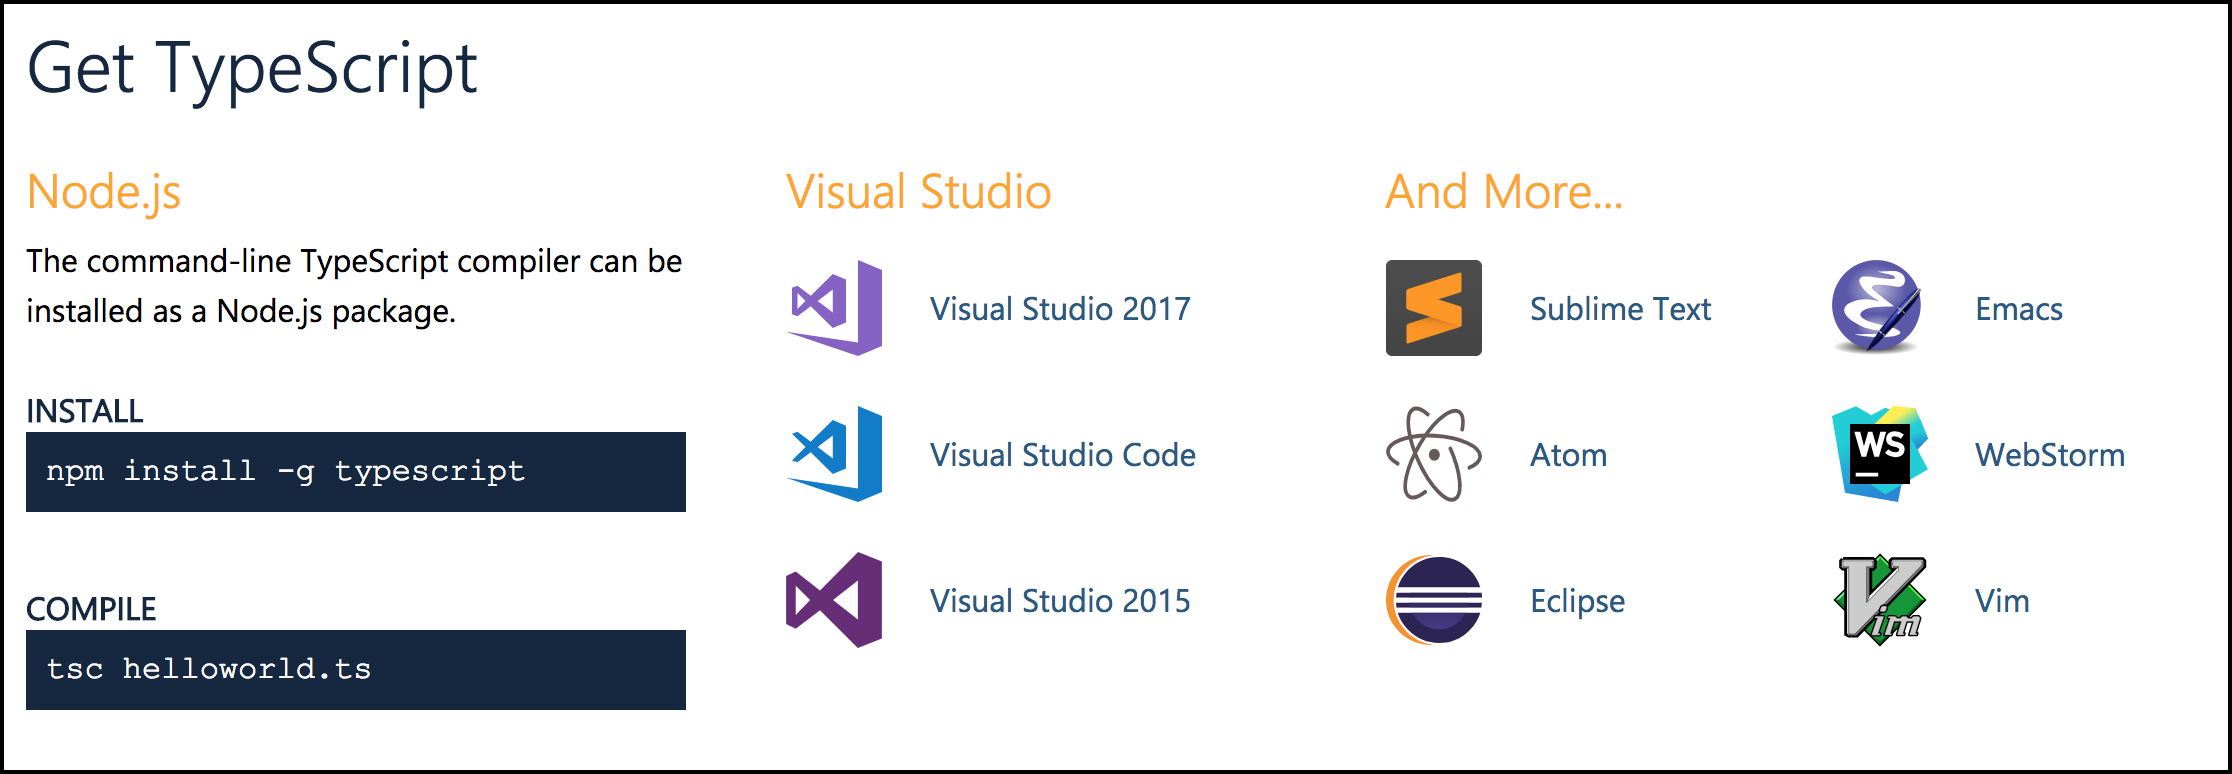 Get TypeScript
Node.js
The command-line TypeScript compiler can be
installed as a Node.js package.
INSTALL
npm install -g typescript
COMPILE
tsc helloworld.ts
Visual Studio
Visual Studio 2017
Visual Studio Code
Visual Studio 2015
And More...
Sublime Text
Emacs
Atom
WS
WebStorm
Eclipse
Vim
Vim